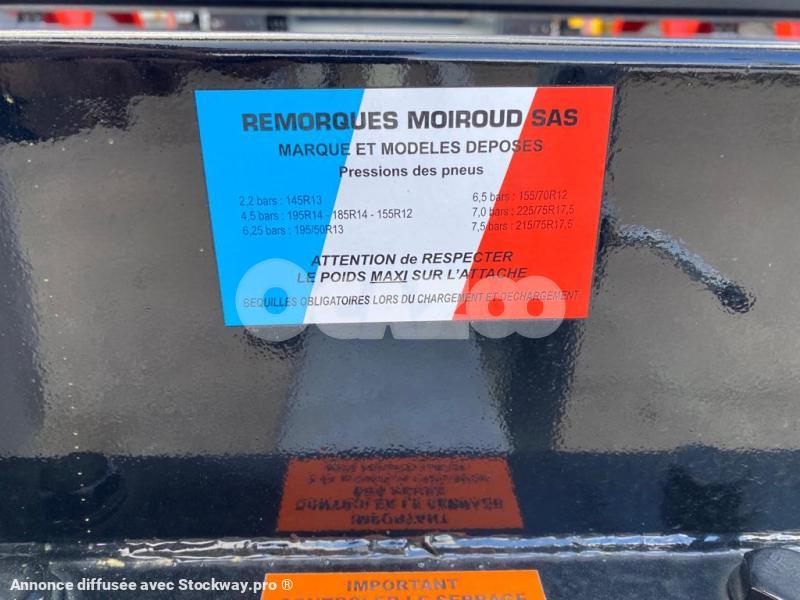 REMORQUES MOIROUD SAS
MARQUE ET MODELES DEPOSES
Pressions des pneus
2,2 bars : 145R13
4,5 bars : 195R14 - 185R14 - 155R12
6,25 bars : 195/50R13
6,5 bars : 155/70R12
7,0 bars : 225/75R17,5
7,5 bars : 215/75R17,5
ATTENTION de RESPECTER
LE POIDS MAXI SUR L'ATTACHE
BEQUILLES OBLIGATOIRES LORS DU CHARGEMENT ET DECHARGEMENT
IMPORTANT
CONTROLER LE SERRAGE
Annonce diffusée avec Stockway.pro ®